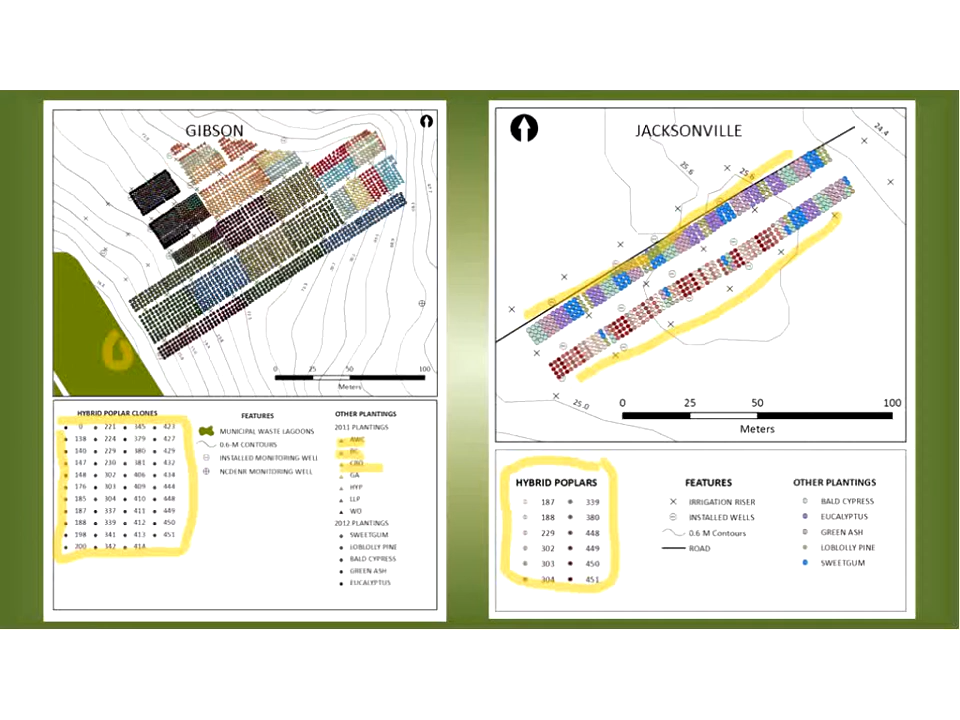 GIBSON
0 25 50 100
Meters
HYBRID POPLAR CLONES
0 221 345 423
138 224 379 427
140 229 380 429
147 230 381 432
148 302 406 434
176 303 409 444
185 304 410 448
187 337 411 449
188 339 412 450
198 341 413 451
200 342 414
FEATURES
MUNICIPAL WASTE LAGOONS
0.6-M CONTOURS
INSTALLED MONITORING WELL
NCDENR MONITORING WELL
OTHER PLANTINGS
2011 PLANTINGS
AWC
BC
CBO
GA
HYP
LLP
WO
2012 PLANTINGS
SWEETGUM
LOBLOLLY PINE
BALD CYPRESS
GREEN ASH
EUCALYPTUS
JACKSONVILLE
24.4
25.6
25.6
25.0
0 25 50 100
Meters
HYBRID POPLARS
187 339
188 380
229 448
302 449
303 450
304 451
FEATURES
IRRIGATION RISER
INSTALLED WELLS
0.6 M Contours
ROAD
OTHER PLANTINGS
BALD CYPRESS
EUCALYPTUS
GREEN ASH
LOBLOLLY PINE
SWEETGUM